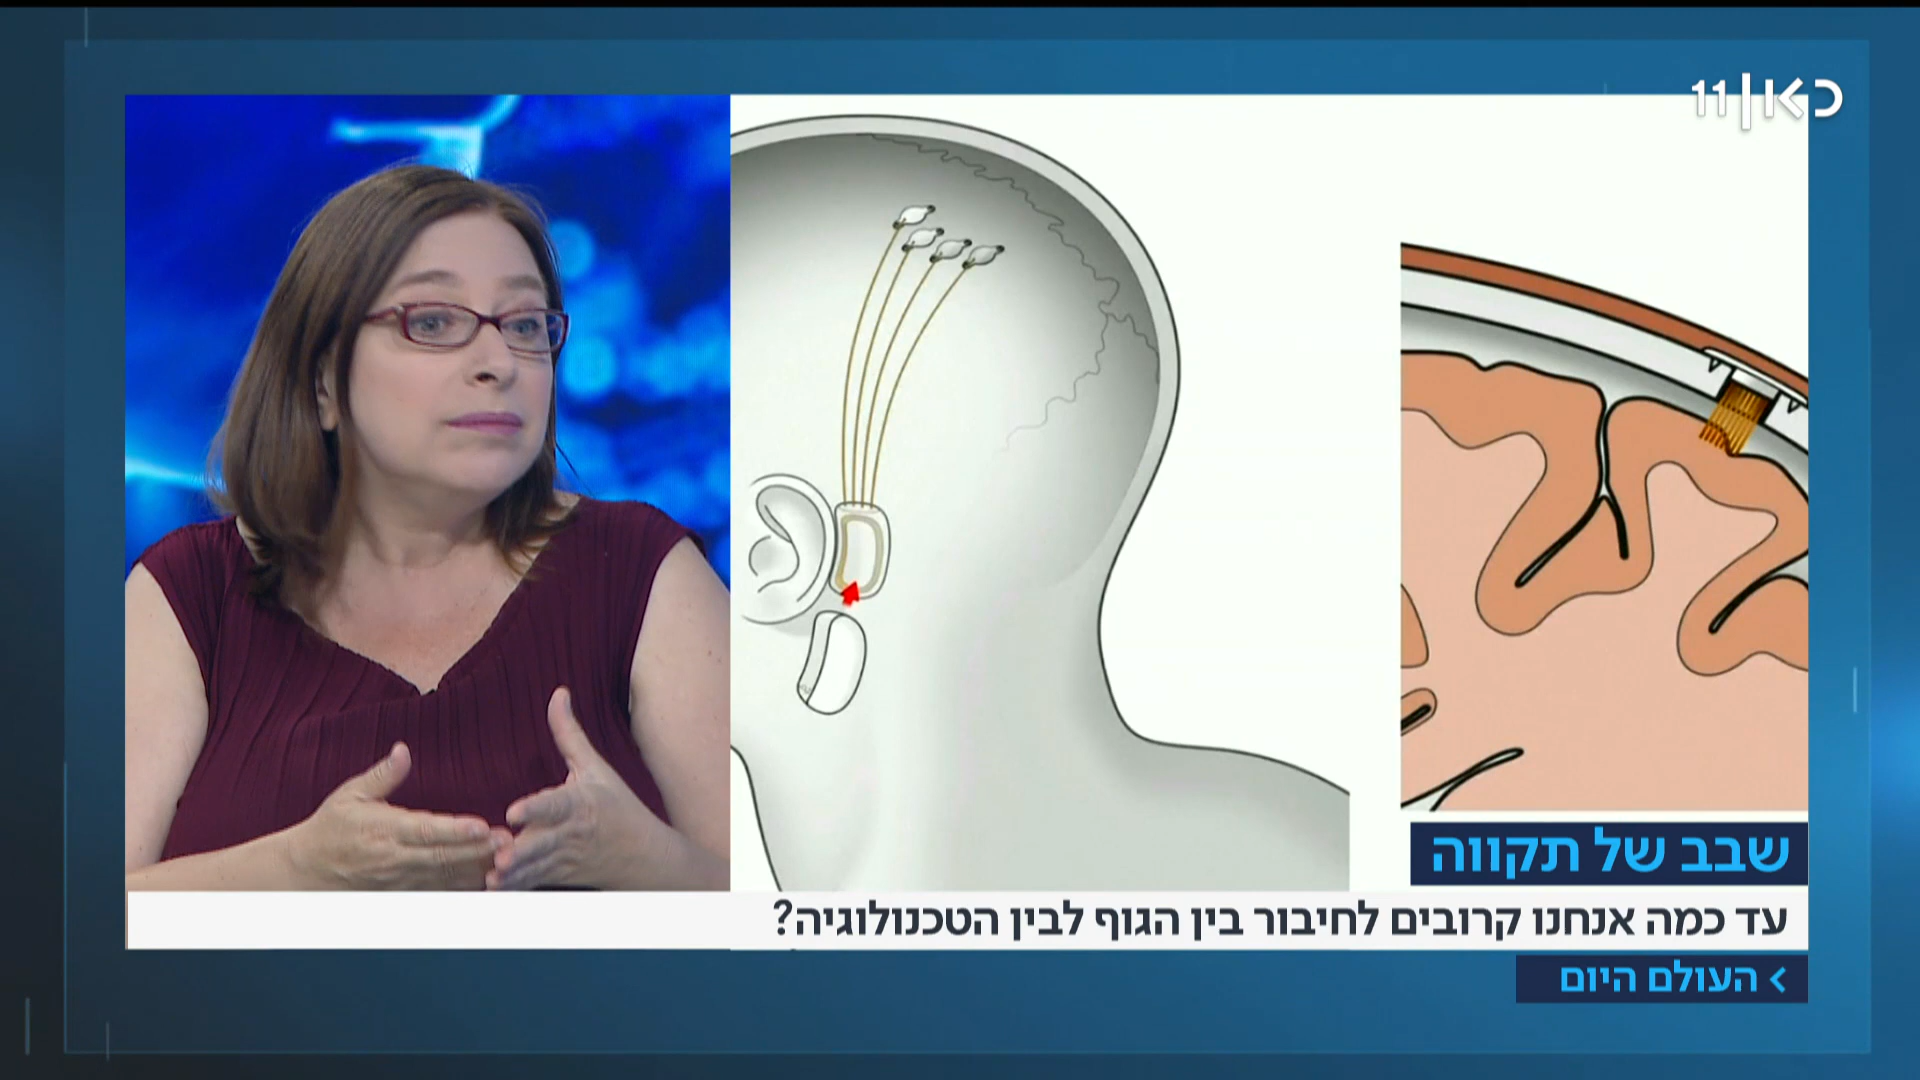 כאן 11
שבב של תקווה
עד כמה אנחנו קרובים לחיבור בין הגוף לבין הטכנולוגיה?
העולם היום